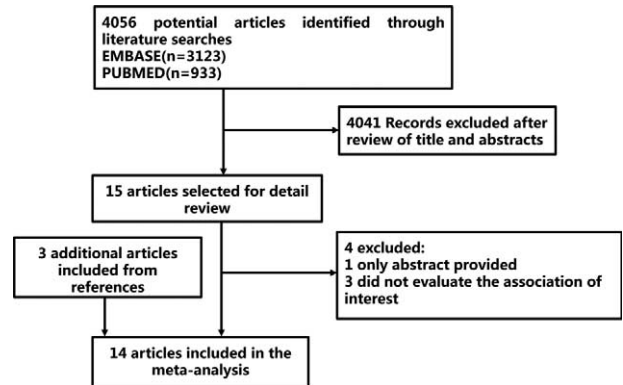 4056 potential articles identified through
literature searches
EMBASE(n=3123)
PUBMED(n=933)
4041 Records excluded after
review of title and abstracts
15 articles selected for detail
review
3 additional articles
included from
references
4 excluded:
1 only abstract provided
3 did not evaluate the association of
interest
14 articles included in the
meta-analysis